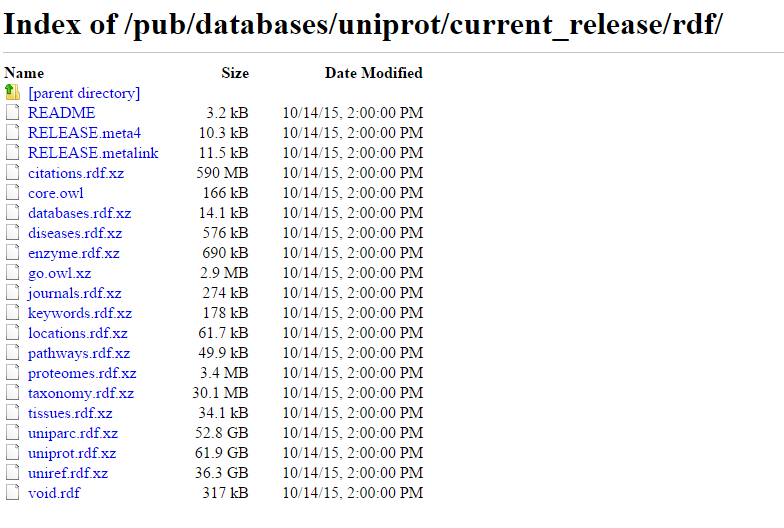 Index of /pub/databases/uniprot/current_release/rdf/
Name Size Date Modified
[parent directory]
README 3.2 kB 10/14/15, 2:00:00 PM
RELEASE.meta4 10.3 kB 10/14/15, 2:00:00 PM
RELEASE.metalink 11.5 kB 10/14/15, 2:00:00 PM
citations.rdf.xz 590 MB 10/14/15, 2:00:00 PM
core.owl 166 kB 10/14/15, 2:00:00 PM
databases.rdf.xz 14.1 kB 10/14/15, 2:00:00 PM
diseases.rdf.xz 576 kB 10/14/15, 2:00:00 PM
enzyme.rdf.xz 690 kB 10/14/15, 2:00:00 PM
go.owl.xz 2.9 MB 10/14/15, 2:00:00 PM
journals.rdf.xz 274 kB 10/14/15, 2:00:00 PM
keywords.rdf.xz 178 kB 10/14/15, 2:00:00 PM
locations.rdf.xz 61.7 kB 10/14/15, 2:00:00 PM
pathways.rdf.xz 49.9 kB 10/14/15, 2:00:00 PM
proteomes.rdf.xz 3.4 MB 10/14/15, 2:00:00 PM
taxonomy.rdf.xz 30.1 MB 10/14/15, 2:00:00 PM
tissues.rdf.xz 34.1 kB 10/14/15, 2:00:00 PM
uniparc.rdf.xz 52.8 GB 10/14/15, 2:00:00 PM
uniprot.rdf.xz 61.9 GB 10/14/15, 2:00:00 PM
uniref.rdf.xz 36.3 GB 10/14/15, 2:00:00 PM
void.rdf 317 kB 10/14/15, 2:00:00 PM